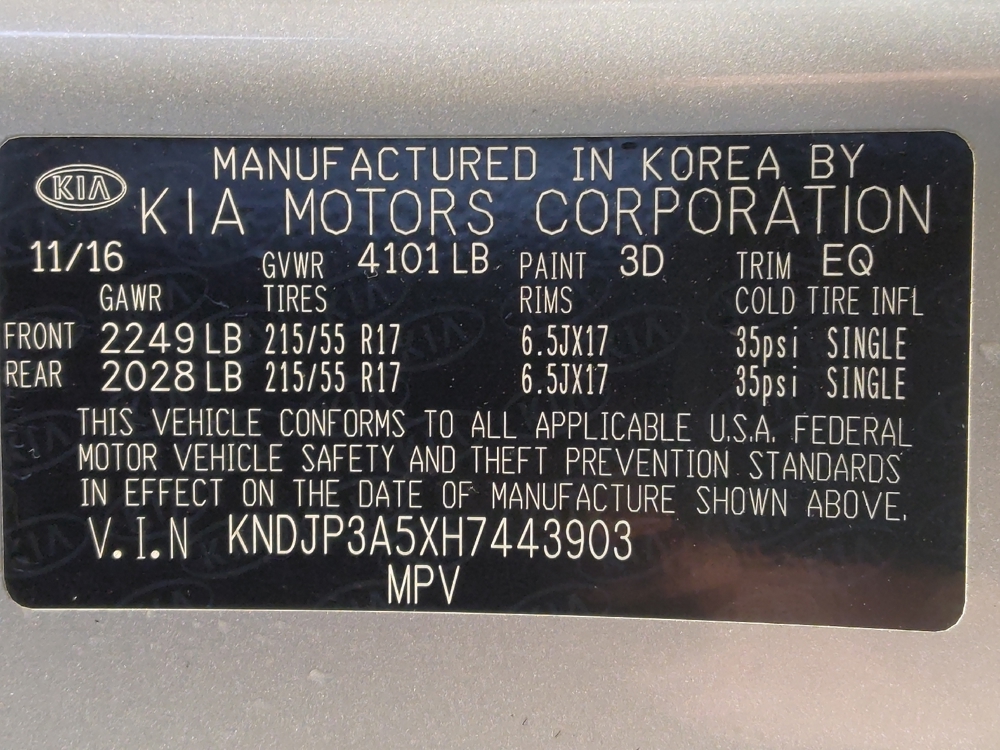 MANUFACTURED IN KOREA BY
KIA KIA MOTORS CORPORATION
11/16 GVWR 4101 LB PAINT 3D TRIM EQ
GAWR TIRES RIMS COLD TIRE INFL
FRONT 2249 LB 215/55 R17 6.5JX17 35psi SINGLE
REAR 2028 LB 215/55 R17 6.5JX17 35psi SINGLE
THIS VEHICLE CONFORMS TO ALL APPLICABLE U.S.A. FEDERAL
MOTOR VEHICLE SAFETY AND THEFT PREVENTION STANDARDS
IN EFFECT ON THE DATE OF MANUFACTURE SHOWN ABOVE.
V.I.N KNDJP3A5XH7443903
MPV